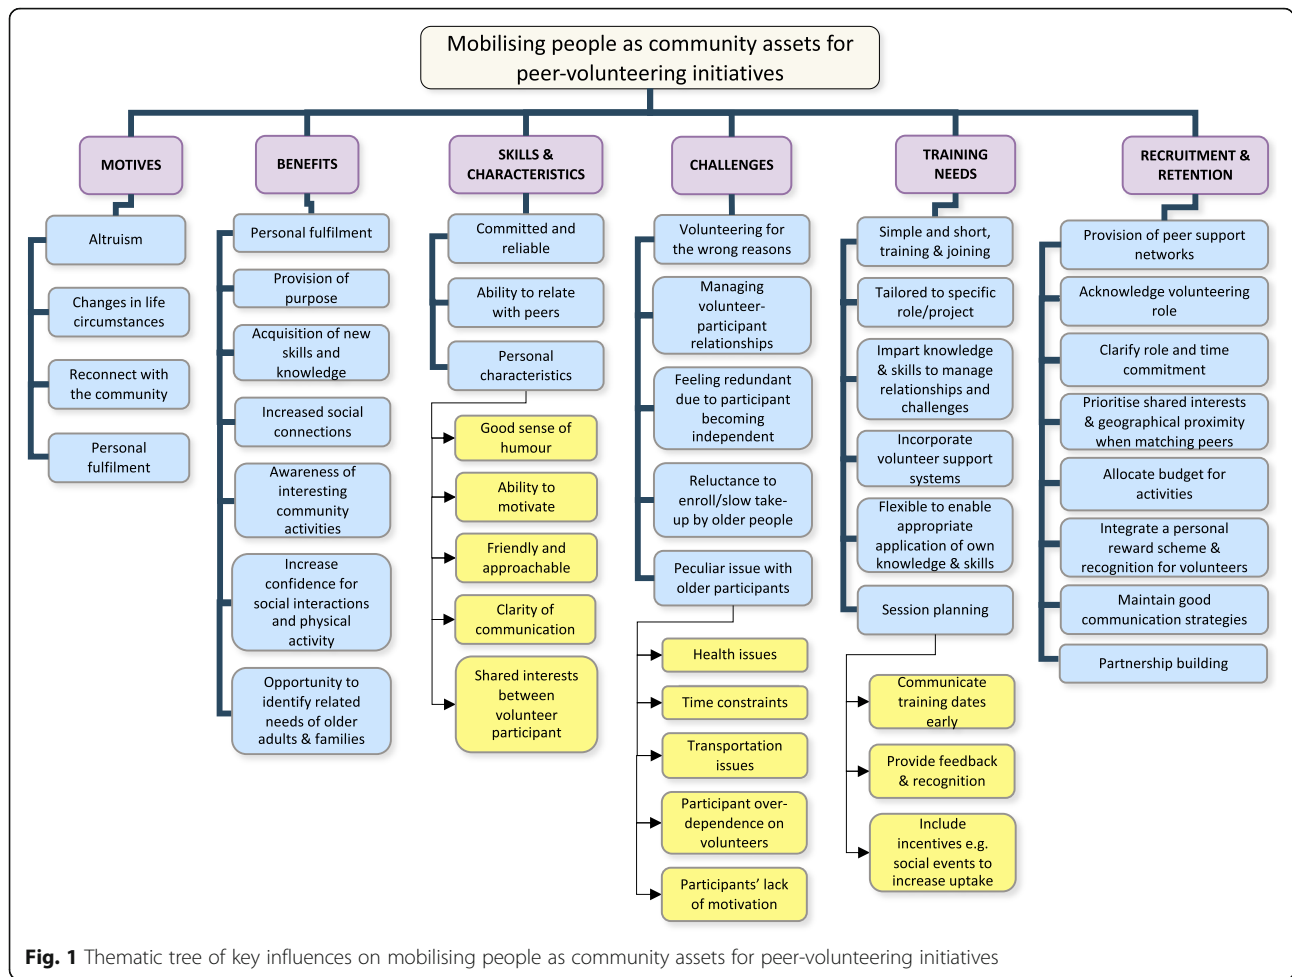 Mobilising people as community assets for
peer-volunteering initiatives
MOTIVES
Altruism
Changes in life
circumstances
Reconnect with
the community
Personal
fulfilment
BENEFITS
Personal fulfilment
Provision of
purpose
Acquisition of new
skills and
knowledge
Increased social
connections
Awareness of
interesting
community
activities
Increase
confidence for
social interactions
and physical
activity
Opportunity to
identify related
needs of older
adults & families
SKILLS &
CHARACTERISTICS
Committed and
reliable
Ability to relate
with peers
Personal
characteristics
Good sense of
humour
Ability to
motivate
Friendly and
approachable
Clarity of
communication
Shared interests
between
volunteer
participant
CHALLENGES
Volunteering for
the wrong reasons
Managing
volunteer-
participant
relationships
Feeling redundant
due to participant
becoming
independent
Reluctance to
enroll/slow take-
up by older people
Peculiar issue with
older participants
Health issues
Time constraints
Transportation
issues
Participant over-
dependence on
volunteers
Participants' lack
of motivation
TRAINING
NEEDS
Simple and short,
training & joining
Tailored to specific
role/project
Impart knowledge
& skills to manage
relationships and
challenges
Incorporate
volunteer support
systems
Flexible to enable
appropriate
application of own
knowledge & skills
Session planning
Communicate
training dates
early
Provide feedback
& recognition
Include
incentives e.g.
social events to
increase uptake
RECRUITMENT &
RETENTION
Provision of peer support
networks
Acknowledge volunteering
role
Clarify role and time
commitment
Prioritise shared interests
& geographical proximity
when matching peers
Allocate budget for
activities
Integrate a personal
reward scheme &
recognition for volunteers
Maintain good
communication strategies
Partnership building
Fig. 1 Thematic tree of key influences on mobilising people as community assets for peer-volunteering initiatives